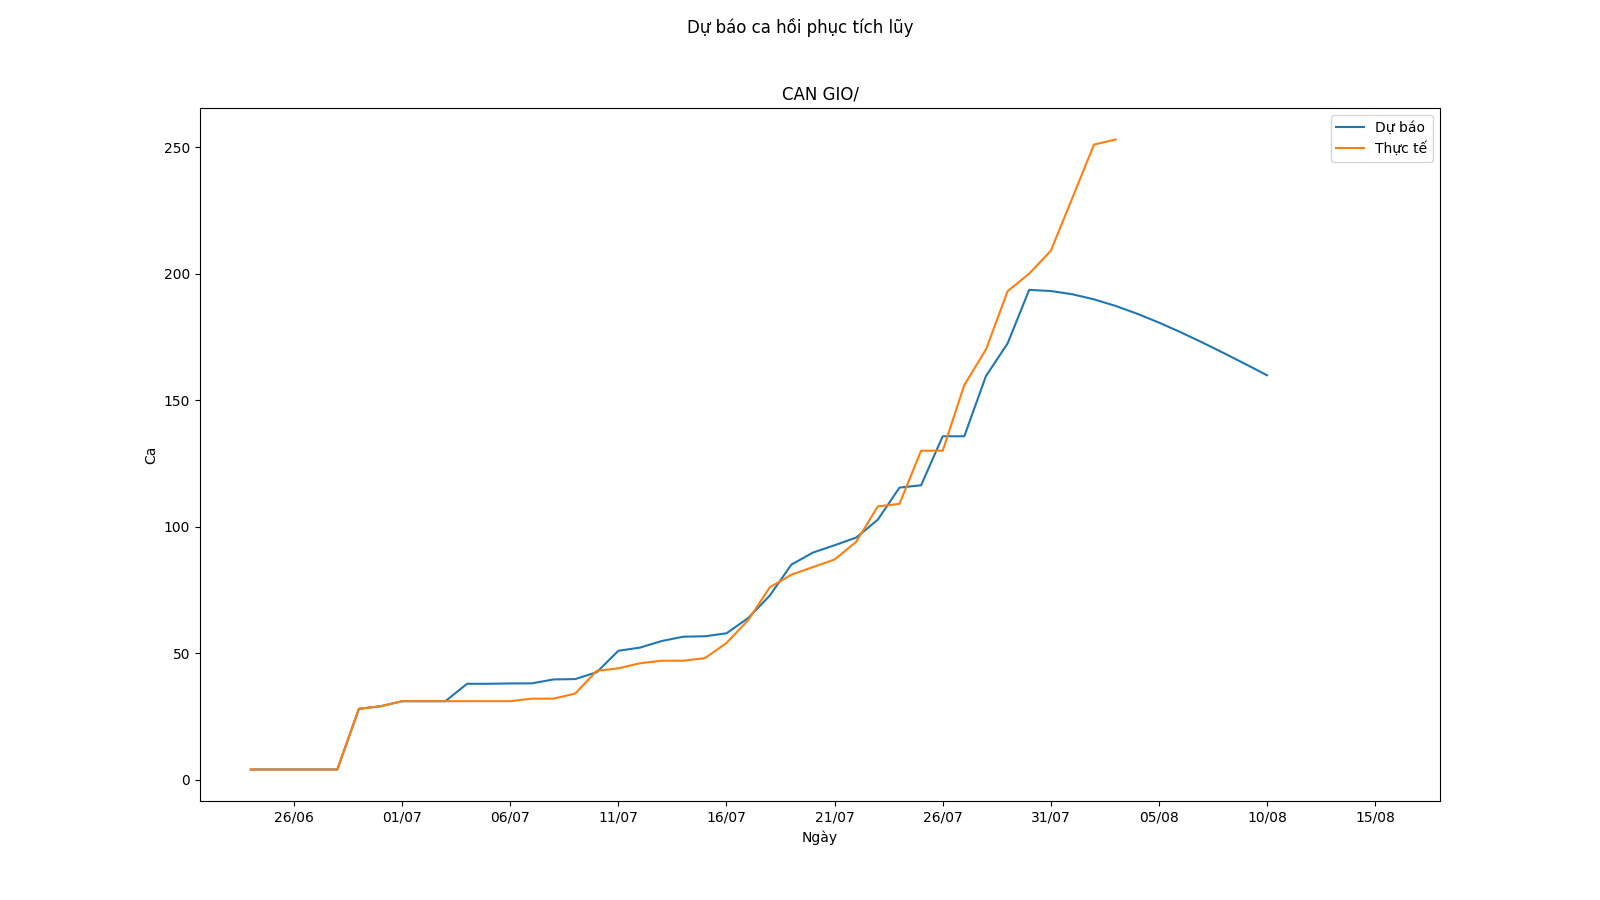 Dự báo ca hồi phục tích lũy
CAN GIO/
Dự báo
Thực tế
250
200
150
100
50
0
Ca
26/06 01/07 06/07 11/07 16/07 21/07 26/07 31/07 05/08 10/08 15/08
Ngày